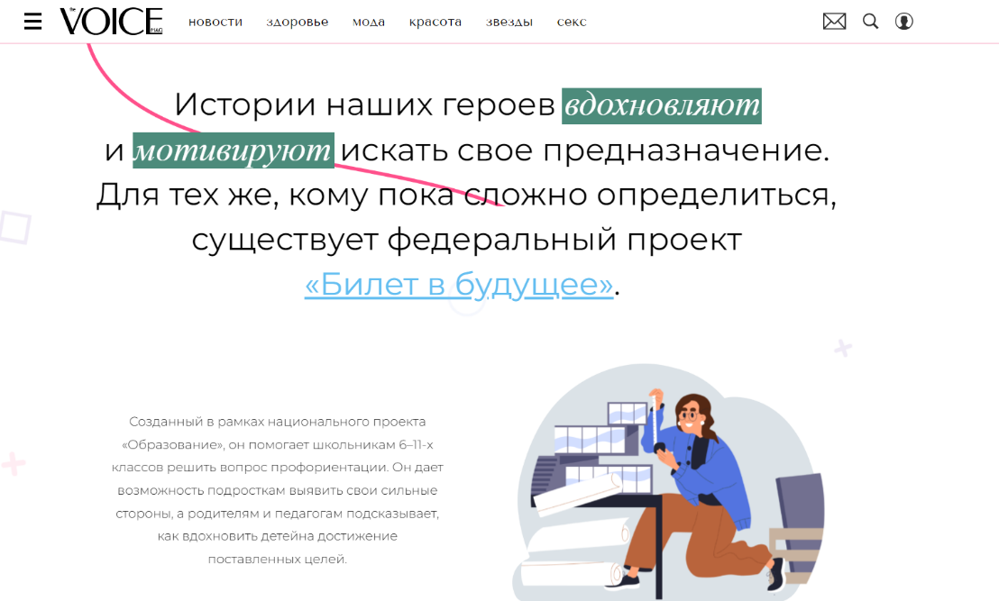 the VOICE MAG новости здоровье мода красота звезды секс
Истории наших героев вдохновляют
и мотивируют искать свое предназначение.
Для тех же, кому пока сложно определиться,
существует федеральный проект
«Билет в будущее».
Созданный в рамках национального проекта
«Образование», он помогает школьникам 6–11-х
классов решить вопрос профориентации. Он дает
возможность подросткам выявить свои сильные
стороны, а родителям и педагогам подсказывает,
как вдохновить детейна достижение
поставленных целей.